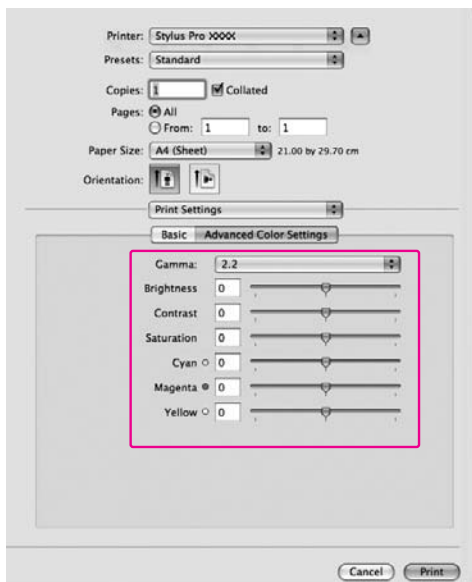 Printer: Stylus Pro XXXX
Presets: Standard
Copies: 1 Collated
Pages: All
From: 1 to: 1
Paper Size: A4 (Sheet) 21.00 by 29.70 cm
Orientation:
Print Settings
Basic Advanced Color Settings
Gamma: 2.2
Brightness 0
Contrast 0
Saturation 0
Cyan 0
Magenta 0
Yellow 0
Cancel Print